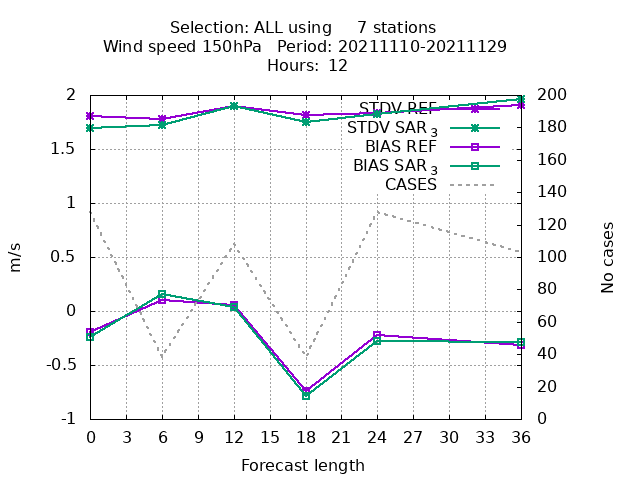 Selection: ALL using 7 stations
Wind speed 150hPa Period: 20211110-20211129
Hours: 12
STDV REF
STDV SAR 3
BIAS REF
BIAS SAR 3
CASES
2
1.5
1
0.5
0
-0.5
-1
200
180
160
140
120
100
80
60
40
20
0
m/s
No cases
0 3 6 9 12 15 18 21 24 27 30 33 36
Forecast length